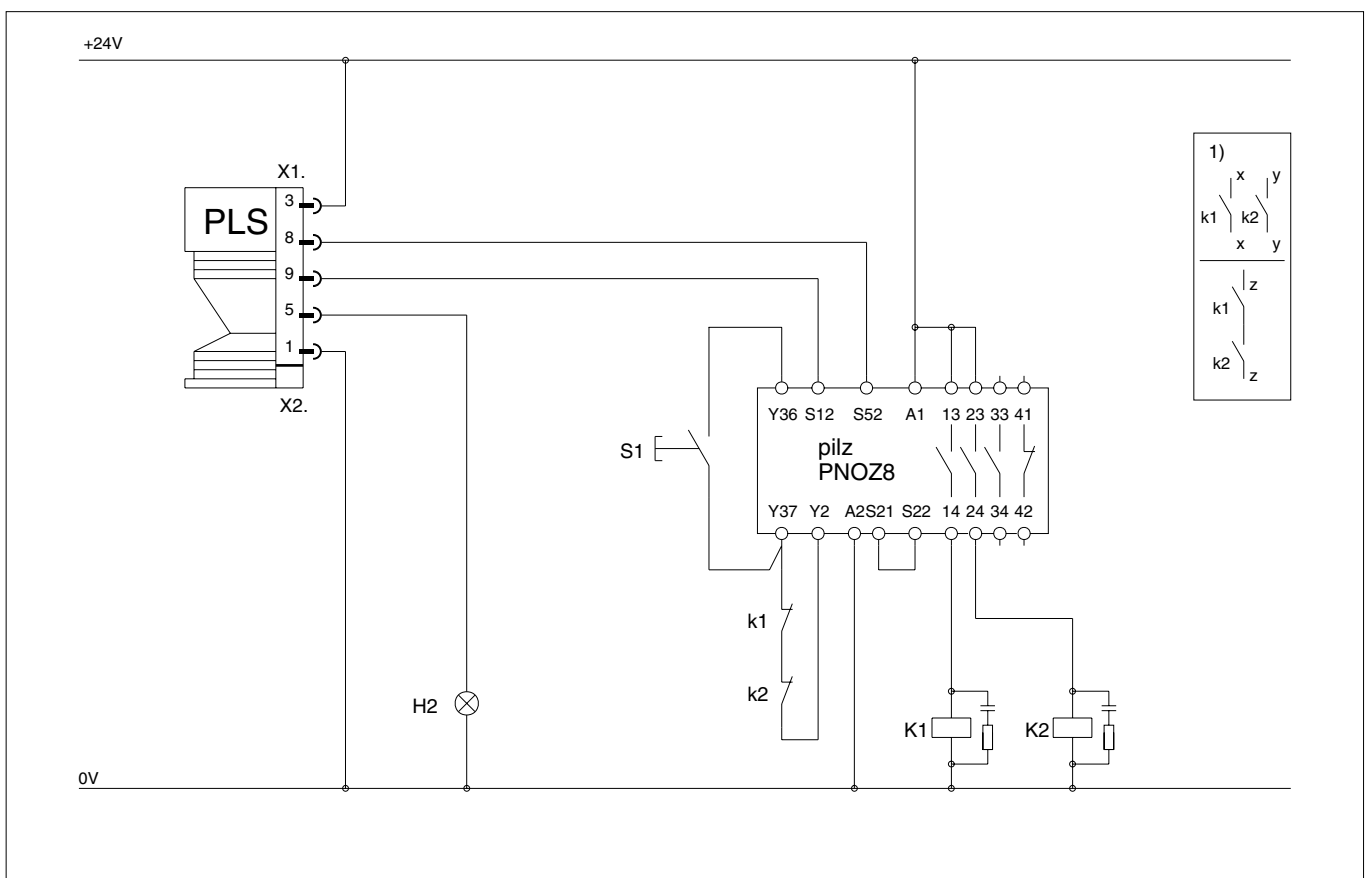 +24V
X1.
PLS
3
8
9
5
1
X2.
1)
x y
k1 k2
x y
z
k1
k2
z
S1
Y36 S12 S52 A1 13 23 33 41
pilz
PNOZ8
Y37 Y2 A2 S21 S22 14 24 34 42
k1
k2
H2
K1
K2
0V